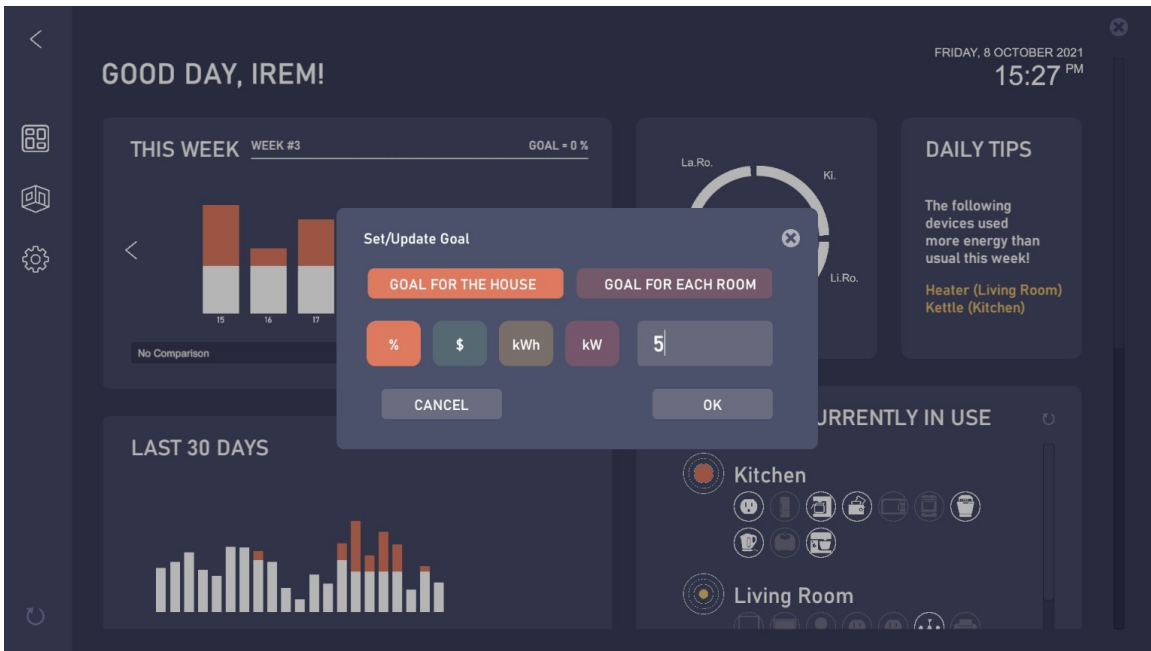 FRIDAY, 8 OCTOBER 2021
15:27 PM
GOOD DAY, IREM!
THIS WEEK WEEK #3 GOAL = 0 %
15 16 17
No Comparison
La.Ro. Ki.
Li.Ro.
DAILY TIPS
The following
devices used
more energy than
usual this week!
Heater (Living Room)
Kettle (Kitchen)
Set/Update Goal
GOAL FOR THE HOUSE GOAL FOR EACH ROOM
% $ kWh kW 5
CANCEL OK
LAST 30 DAYS
URRENTLY IN USE
Kitchen
Living Room